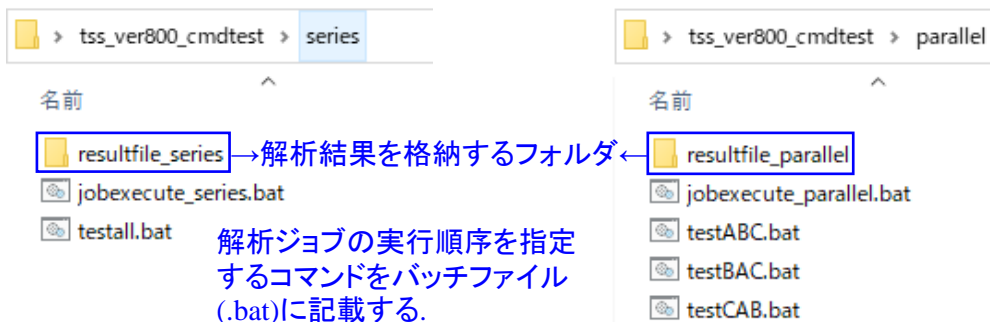 > tss_ver800_cmdtest > series
名前
resultfile_series
jobexecute_series.bat
testall.bat
→解析結果を格納するフォルダ←
解析ジョブの実行順序を指定
するコマンドをバッチファイル
(.bat)に記載する.
> tss_ver800_cmdtest > parallel
名前
resultfile_parallel
jobexecute_parallel.bat
testABC.bat
testBAC.bat
testCAB.bat